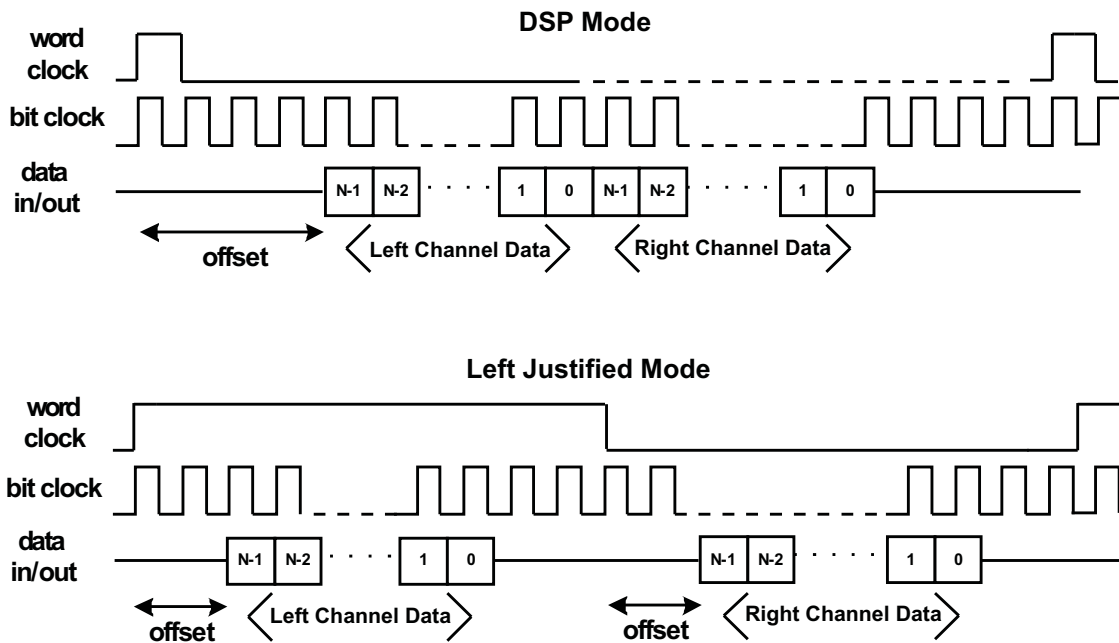 DSP Mode
word
clock
bit clock
data
in/out
N-1 N-2 1 0 N-1 N-2 1 0
offset
Left Channel Data
Right Channel Data
Left Justified Mode
word
clock
bit clock
data
in/out
N-1 N-2 1 0 N-1 N-2 1 0
offset
Left Channel Data
offset
Right Channel Data